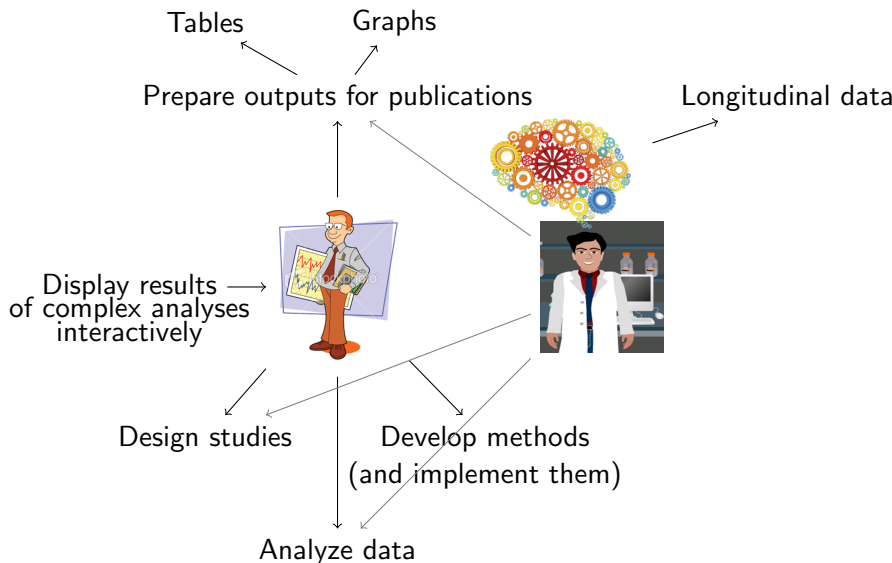 Tables
Graphs
Prepare outputs for publications
Longitudinal data
Display results
of complex analyses
interactively
Design studies
Develop methods
(and implement them)
Analyze data